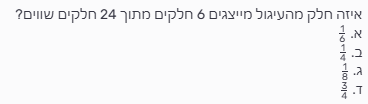 איזה חלק מהעיגול מייצגים 6 חלקים מתוך 24 חלקים שווים?
א. 1/6
ב. 1/4
ג. 1/8
ד. 3/4